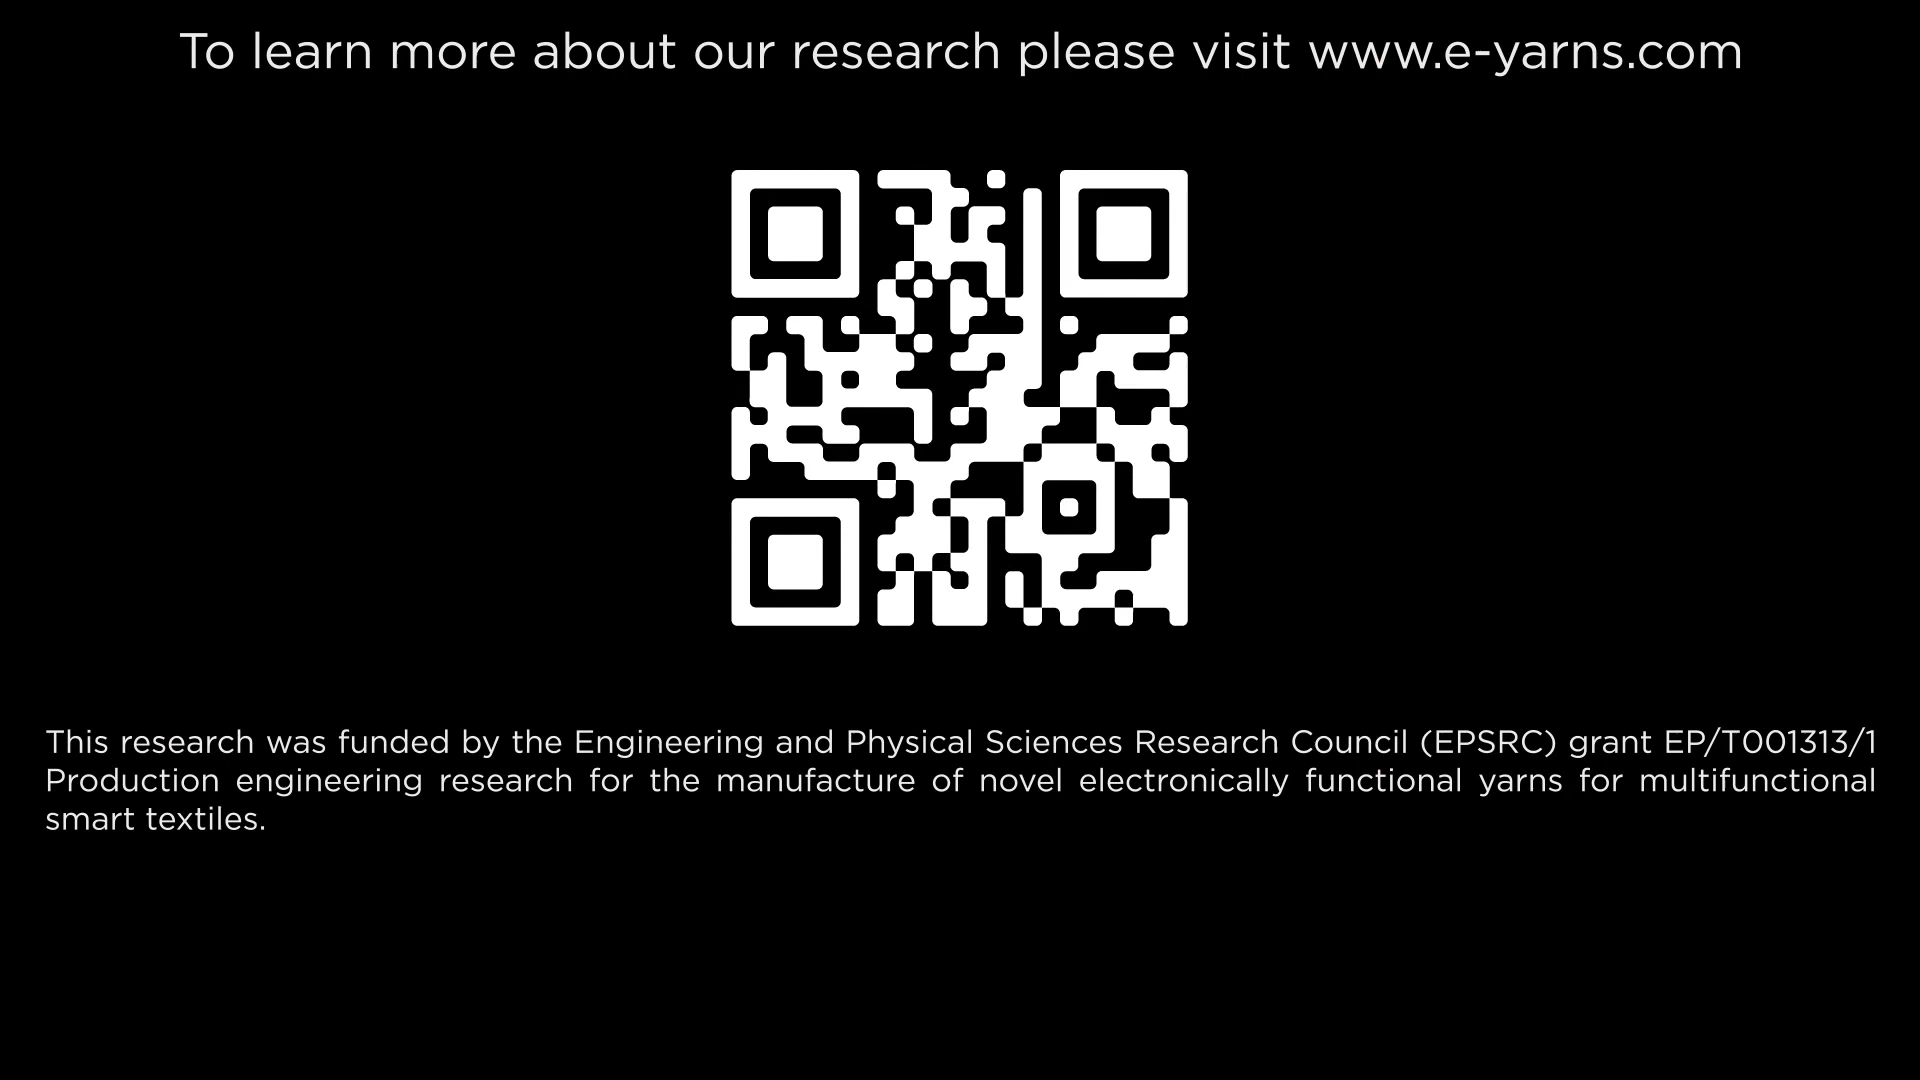 To learn more about our research please visit www.e-yarns.com
This research was funded by the Engineering and Physical Sciences Research Council (EPSRC) grant EP/T001313/1
Production engineering research for the manufacture of novel electronically functional yarns for multifunctional
smart textiles.